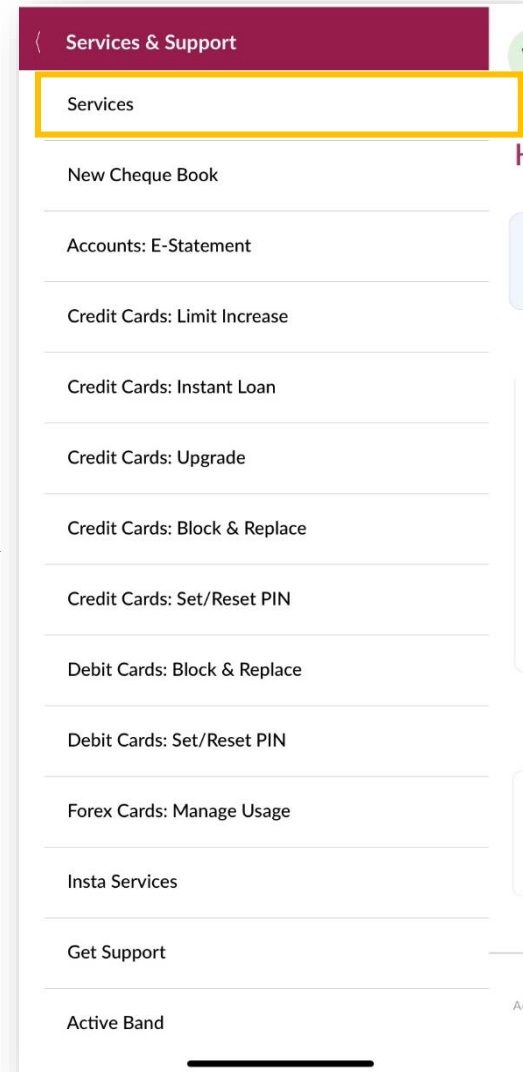 Services & Support
Services
New Cheque Book
Accounts: E-Statement
Credit Cards: Limit Increase
Credit Cards: Instant Loan
Credit Cards: Upgrade
Credit Cards: Block & Replace
Credit Cards: Set/Reset PIN
Debit Cards: Block & Replace
Debit Cards: Set/Reset PIN
Forex Cards: Manage Usage
Insta Services
Get Support
Active Band